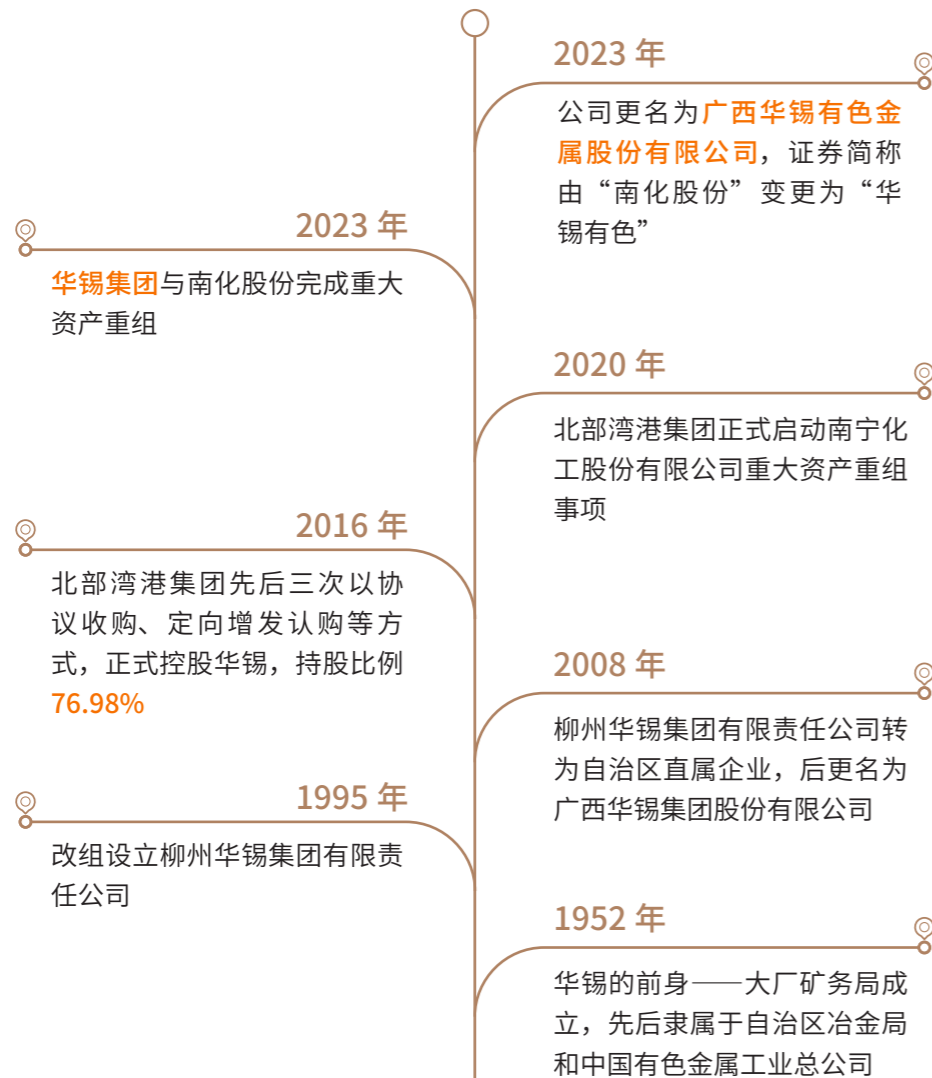 2023 年
公司更名为广西华锡有色金
属股份有限公司，证券简称
由“南化股份”变更为“华
锡有色”
2023 年
华锡集团与南化股份完成重大
资产重组
2020 年
北部湾港集团正式启动南宁化
工股份有限公司重大资产重组
事项
2016 年
北部湾港集团先后三次以协
议收购、定向增发认购等方
式，正式控股华锡，持股比例
76.98%
2008 年
柳州华锡集团有限责任公司转
为自治区直属企业，后更名为
广西华锡集团股份有限公司
1995 年
改组设立柳州华锡集团有限责
任公司
1952 年
华锡的前身——大厂矿务局成
立，先后隶属于自治区冶金局
和中国有色金属工业总公司